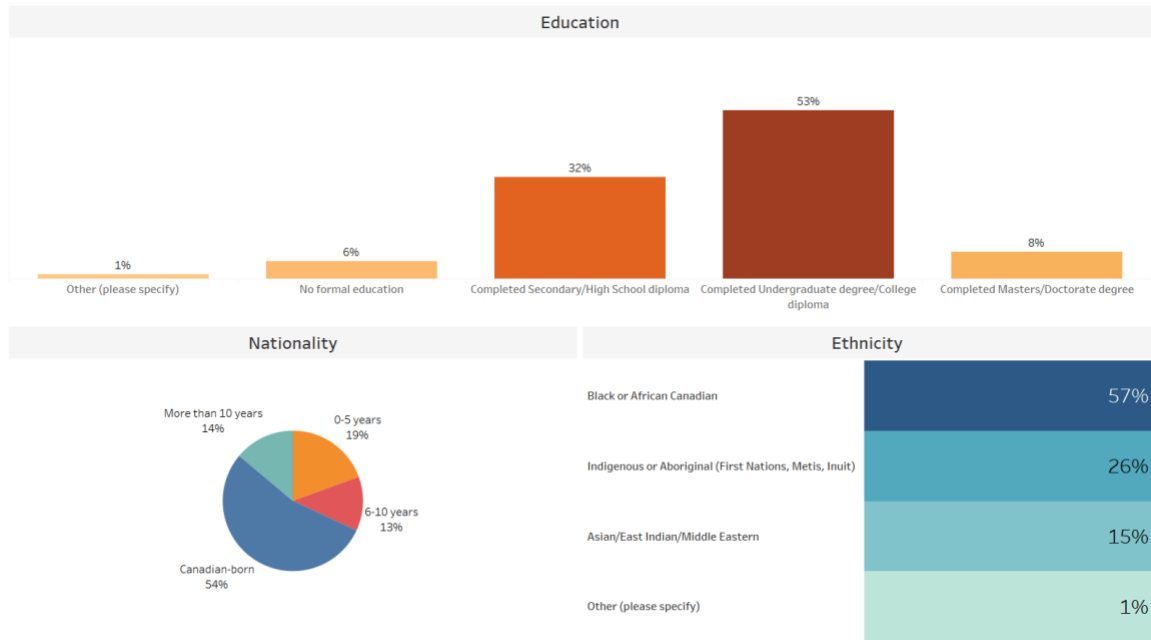 Education
53%
32%
8%
6%
1%
Other (please specify)
No formal education
Completed Secondary/High School diploma
Completed Undergraduate degree/College
diploma
Completed Masters/Doctorate degree
Nationality
More than 10 years
14%
0-5 years
19%
6-10 years
13%
Canadian-born
54%
Ethnicity
Black or African Canadian
57%
Indigenous or Aboriginal (First Nations, Metis, Inuit)
26%
Asian/East Indian/Middle Eastern
15%
Other (please specify)
1%